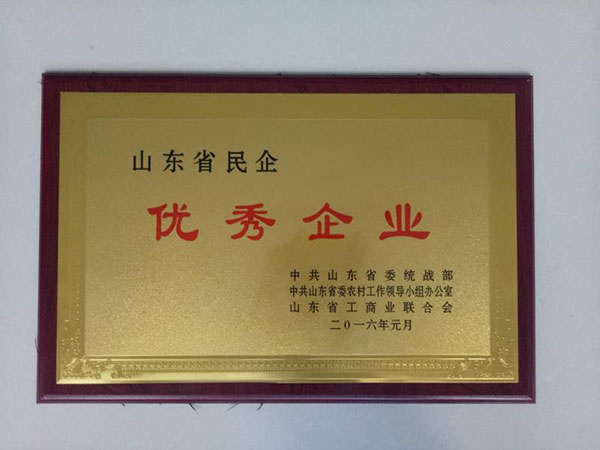 山东省民企
优秀企业
中共山东省委统战部
中共山东省委农村工作领导小组办公室
山东省工商业联合会
二〇一六年元月